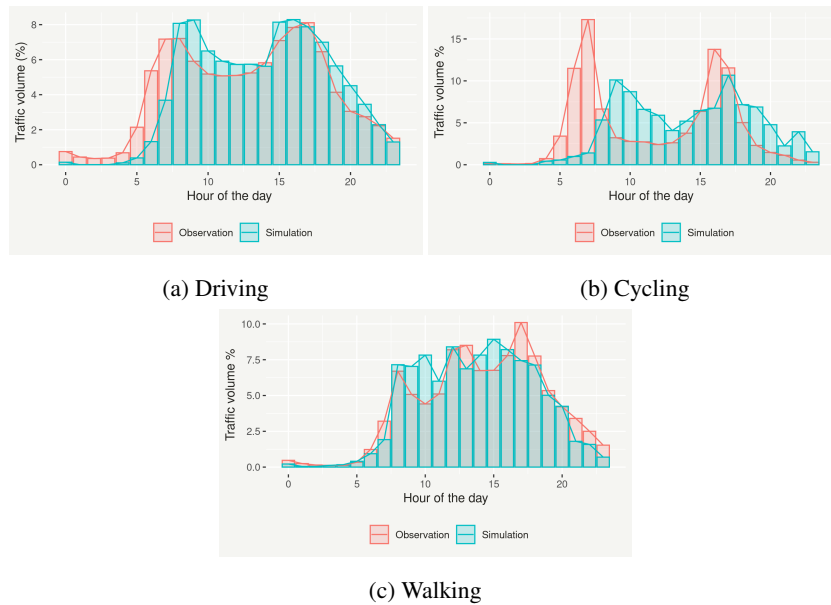 8
6
4
2
0
Traffic volume (%)
0 5 10 15 20
Hour of the day
Observation Simulation
(a) Driving
15
10
5
0
Traffic volume %
0 5 10 15 20
Hour of the day
Observation Simulation
(b) Cycling
10.0
7.5
5.0
2.5
0.0
Traffic volume %
0 5 10 15 20
Hour of the day
Observation Simulation
(c) Walking